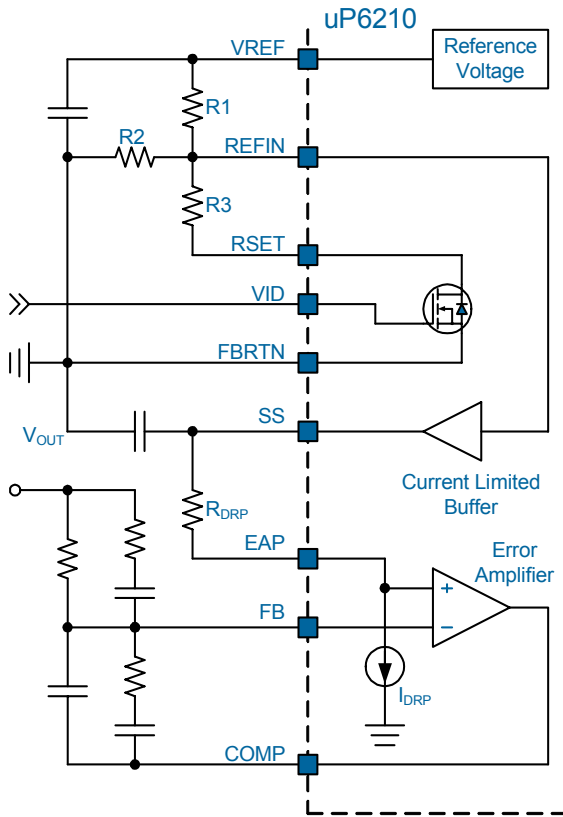 uP6210
VREF
Reference
Voltage
R1
R2
REFIN
R3
RSET
VID
FBRTN
SS
VOUT
Current Limited
Buffer
RDRP
EAP
Error
Amplifier
+
FB
−
IDRP
COMP